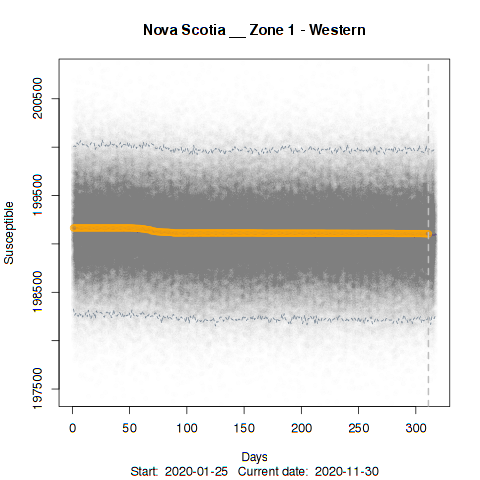 Nova Scotia __ Zone 1 - Western
200500
199500
198500
197500
Susceptible
0 50 100 150 200 250 300
Days
Start: 2020-01-25 Current date: 2020-11-30